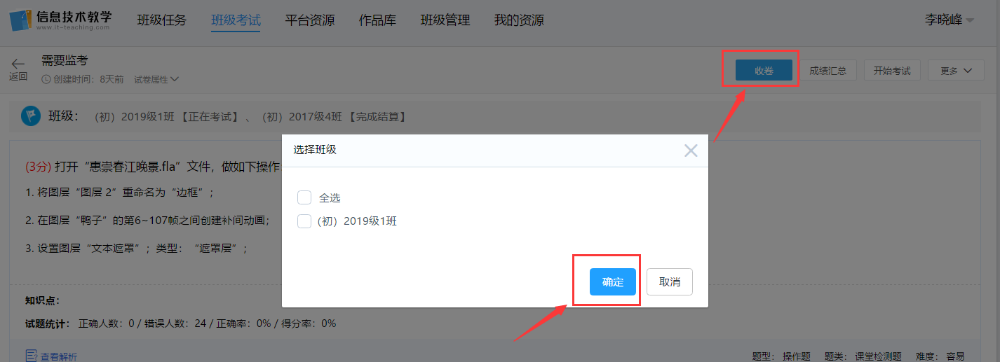 信息技术教学
www.it-teaching.com
班级任务 班级考试 平台资源 作品库 班级管理 我的资源 李晓峰
返回
需要监考
创建时间：8天前 试卷属性
收卷 成绩汇总 开始考试 更多
班级： （初）2019级1班 【正在考试】 、 （初）2017级4班 【完成结算】
选择班级
(3分) 打开“惠崇春江晚景.fla”文件，做如下操作
1. 将图层“图层 2”重命名为“边框”；
2. 在图层“鸭子”的第6~107帧之间创建补间动画；
3. 设置图层“文本遮罩”；类型：“遮罩层”；
全选
（初）2019级1班
确定 取消
知识点：
试题统计： 正确人数：0 / 错误人数：24 / 正确率：0% / 得分率：0%
查看解析
题型： 操作题 题类： 课堂检测题 难度： 容易